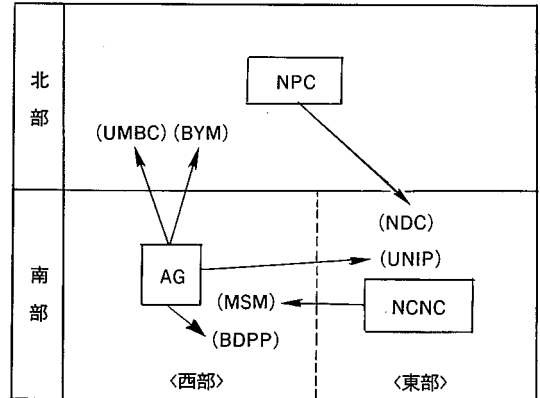 北部
NPC
(UMBC) (BYM)
南部
(NDC)
(UNIP)
AG
(MSM)
NCNC
(BDPP)
〈西部〉
〈東部〉